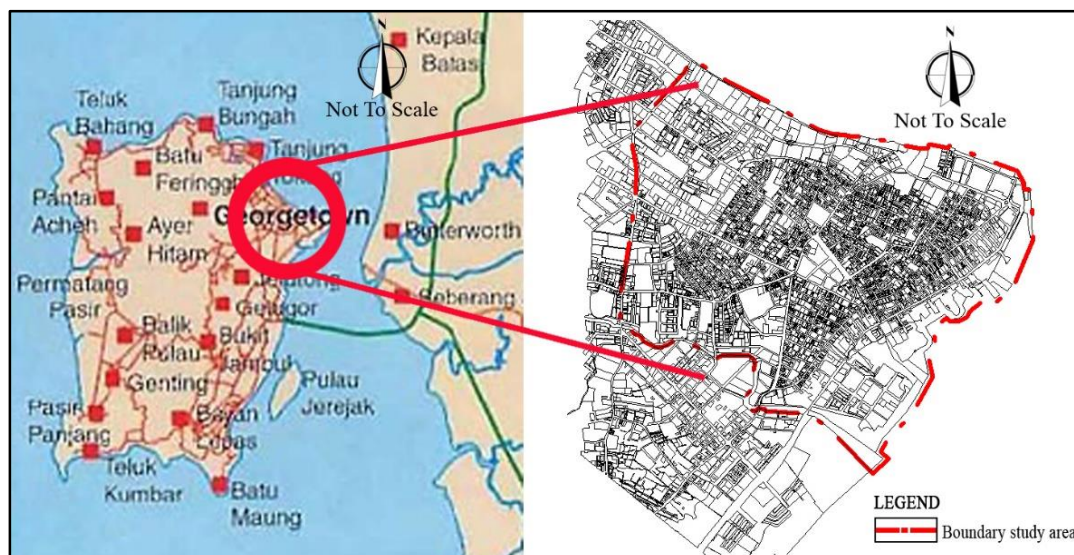 N
Not To Scale
Kepala
Batas
Teluk
Bahang
Tanjung
Bungah
Tanjung
Batu
Feringghi
Pantai
Acheh
Georgetown
Ayer
Hitam
Butterworth
Permatang
Pasir
Jelutong
Seberang
Gelugor
Balik
Pulau
Bukit
Jambul
Genting
Pulau
Jerejak
Pasir
Panjang
Bayan
Lepas
Teluk
Kumbar
Batu
Maung
N
Not To Scale
LEGEND
Boundary study area